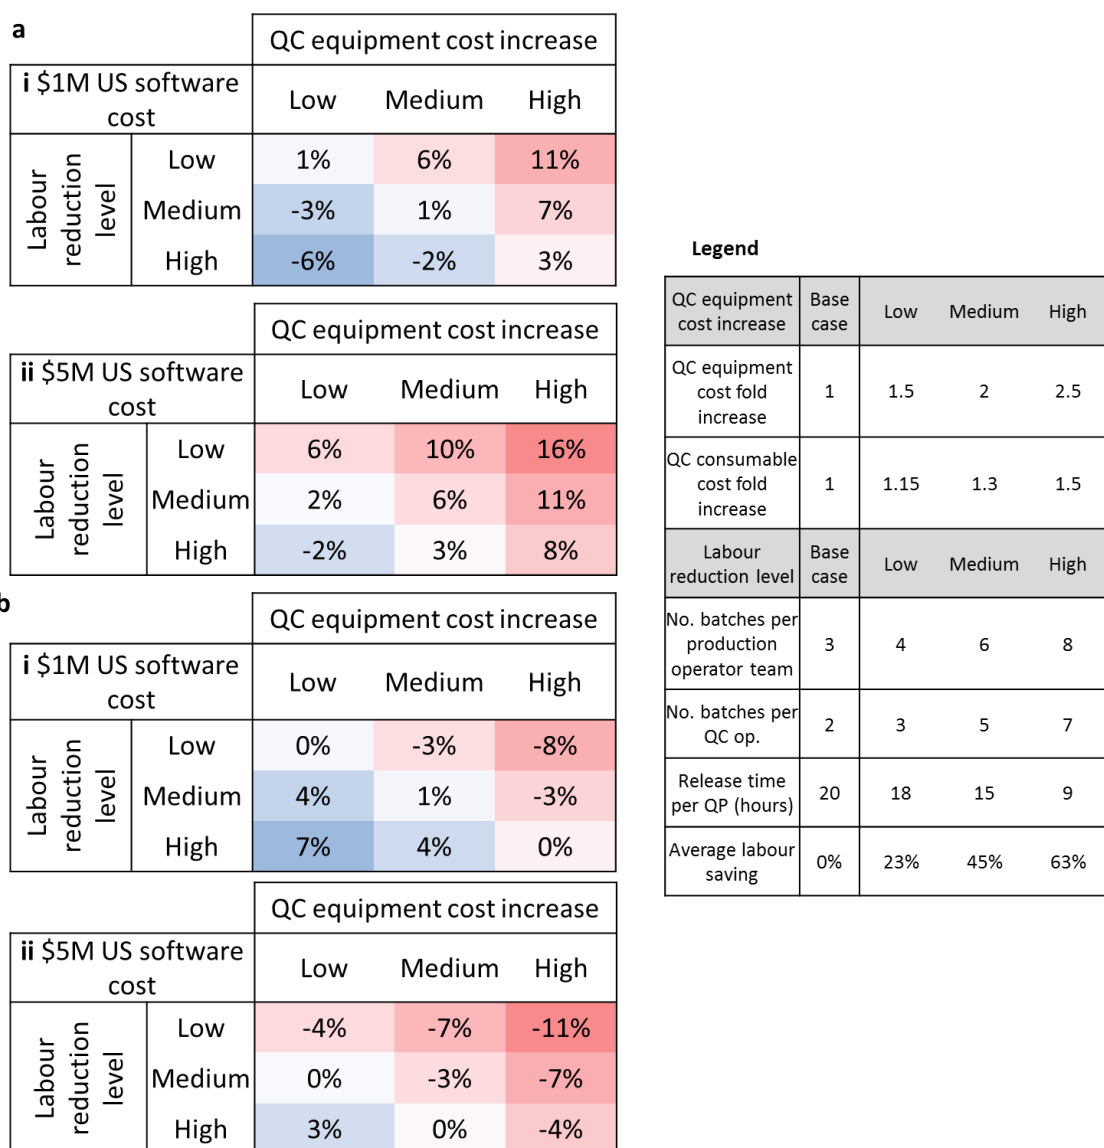 a
QC equipment cost increase
i $1M US software
cost
Low Medium High
Labour
reduction
level
Low 1% 6% 11%
Medium -3% 1% 7%
High -6% -2% 3%
QC equipment cost increase
ii $5M US software
cost
Low Medium High
Labour
reduction
level
Low 6% 10% 16%
Medium 2% 6% 11%
High -2% 3% 8%
b
QC equipment cost increase
i $1M US software
cost
Low Medium High
Labour
reduction
level
Low 0% -3% -8%
Medium 4% 1% -3%
High 7% 4% 0%
QC equipment cost increase
ii $5M US software
cost
Low Medium High
Labour
reduction
level
Low -4% -7% -11%
Medium 0% -3% -7%
High 3% 0% -4%
Legend
QC equipment
cost increase
Base
case
Low Medium High
QC equipment
cost fold
increase
1 1.5 2 2.5
QC consumable
cost fold
increase
1 1.15 1.3 1.5
Labour
reduction level
Base
case
Low Medium High
No. batches per
production
operator team
3 4 6 8
No. batches per
QC op.
2 3 5 7
Release time
per QP (hours)
20 18 15 9
Average labour
saving
0% 23% 45% 63%